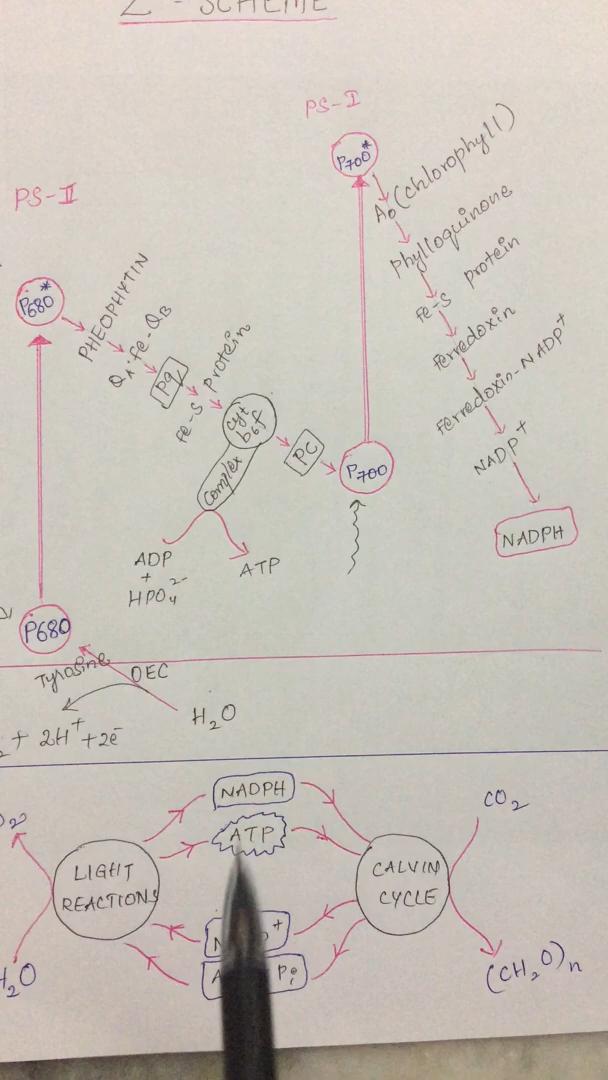 Z - SCHEME
PS-I
P700*
A0 (chlorophyll)
Phylloquinone
Fe-S protein
Ferredoxin
Ferredoxin-NADP+
NADP+
NADPH
PS-II
P680*
PHEOPHYTIN
QA·Fe-QB
PQ
Fe-S Protein
Cyt
b6f
Complex
PC
P700
ADP
+
HPO4 2-
ATP
P680
Tyrosine
OEC
H2O
+ 2H+ + 2e-
NADPH
ATP
LIGHT
REACTIONS
CALVIN
CYCLE
CO2
(CH2O)n
H2O
Pi